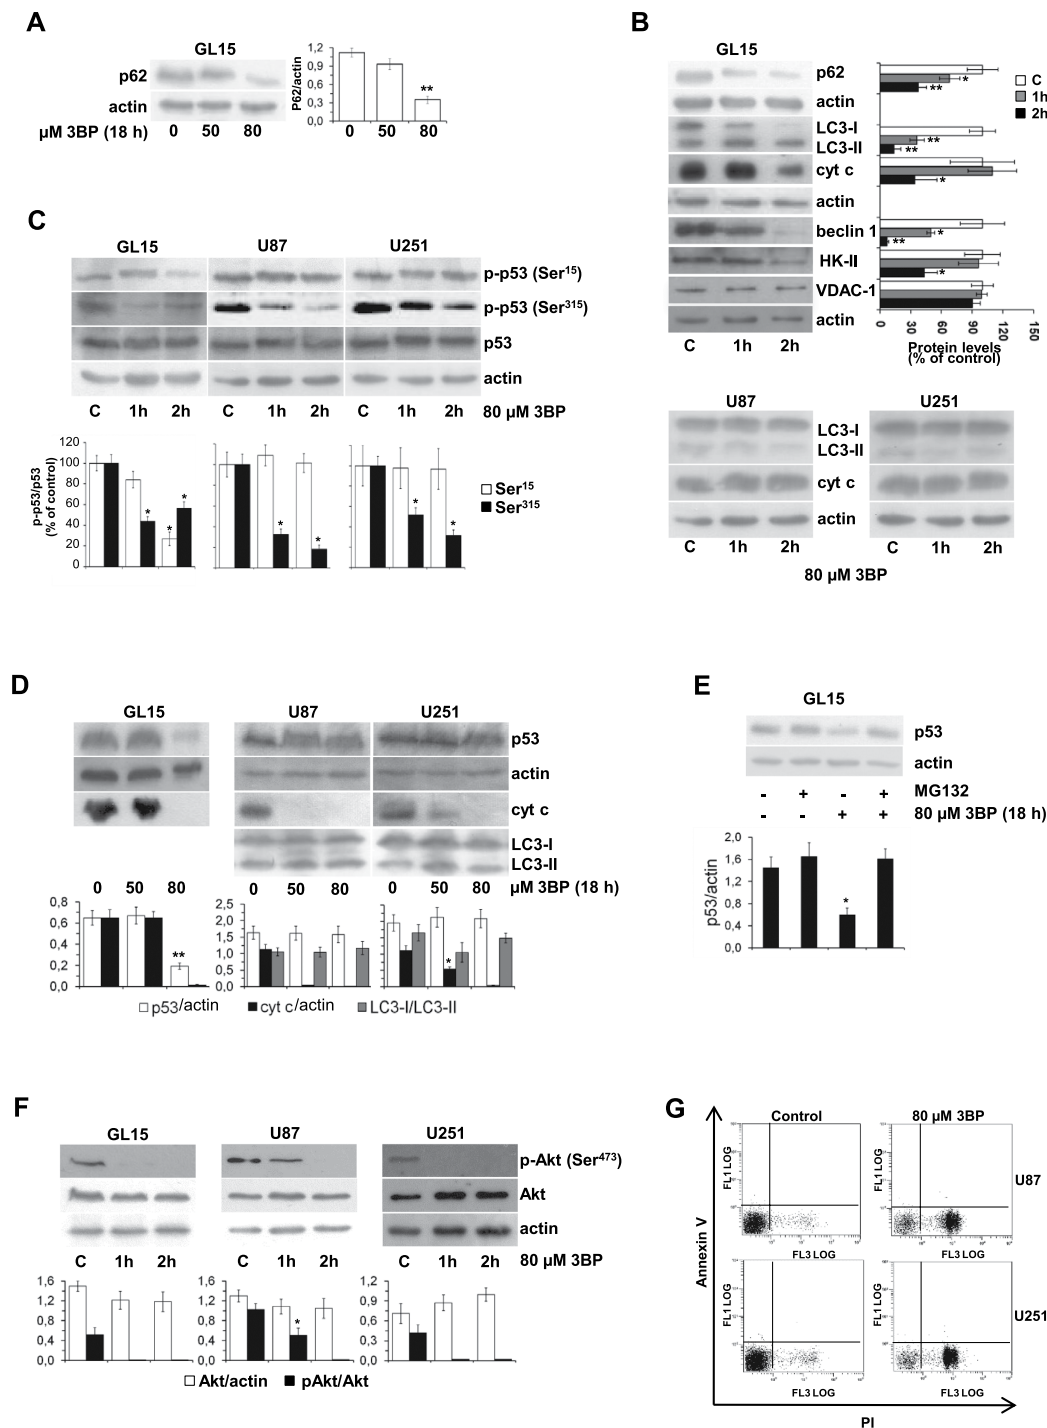 A
GL15
p62
actin
µM 3BP (18 h) 0 50 80
P62/actin
1,2
0,9
0,6
0,3
0,0
**
0 50 80
B
GL15
p62
actin
LC3-I
LC3-II
cyt c
actin
beclin 1
HK-II
VDAC-1
actin
C 1h 2h
C
1h
2h
*
**
**
**
*
*
**
*
0 30 60 90 120 150
Protein levels
(% of control)
U87 U251
LC3-I
LC3-II
cyt c
actin
C 1h 2h C 1h 2h
80 µM 3BP
C
GL15 U87 U251
p-p53 (Ser15)
p-p53 (Ser315)
p53
actin
C 1h 2h C 1h 2h C 1h 2h 80 µM 3BP
p-p53/p53
(% of control)
120
100
80
60
40
20
0
* * * * * * *
Ser15
Ser315
D
GL15 U87 U251
p53
actin
cyt c
LC3-I
LC3-II
0 50 80 0 50 80 0 50 80 µM 3BP (18 h)
0,8
0,6
0,4
0,2
0,0
**
2,5
2,0
1,5
1,0
0,5
0,0
*
p53/actin cyt c/actin LC3-I/LC3-II
E
GL15
p53
actin
- + - + MG132
- - + + 80 µM 3BP (18 h)
p53/actin
2,0
1,6
1,2
0,8
0,4
0,0
*
F
GL15 U87 U251
p-Akt (Ser473)
Akt
actin
C 1h 2h C 1h 2h C 1h 2h 80 µM 3BP
1,6
1,2
0,8
0,4
0,0
1,6
1,2
0,8
0,4
0,0
*
1,2
0,9
0,6
0,3
0,0
Akt/actin pAkt/Akt
G
Control 80 µM 3BP
FL1 LOG FL1 LOG
U87
FL3 LOG FL3 LOG
Annexin V
FL1 LOG FL1 LOG
U251
FL3 LOG FL3 LOG
PI